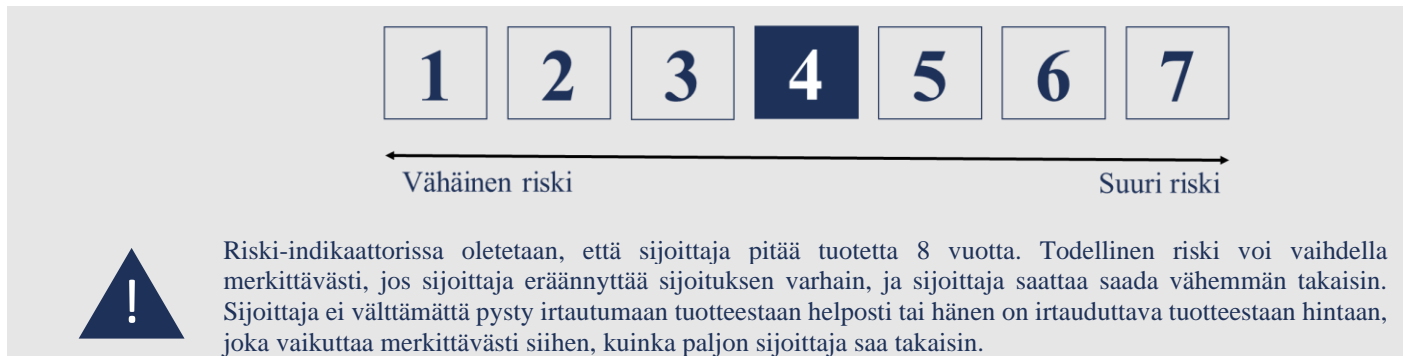 1 2 3 4 5 6 7
Vähäinen riski Suuri riski
Riski-indikaattorissa oletetaan, että sijoittaja pitää tuotetta 8 vuotta. Todellinen riski voi vaihdella
merkittävästi, jos sijoittaja eräännyttää sijoituksen varhain, ja sijoittaja saattaa saada vähemmän takaisin.
Sijoittaja ei välttämättä pysty irtautumaan tuotteestaan helposti tai hänen on irtauduttava tuotteestaan hintaan,
joka vaikuttaa merkittävästi siihen, kuinka paljon sijoittaja saa takaisin.
!